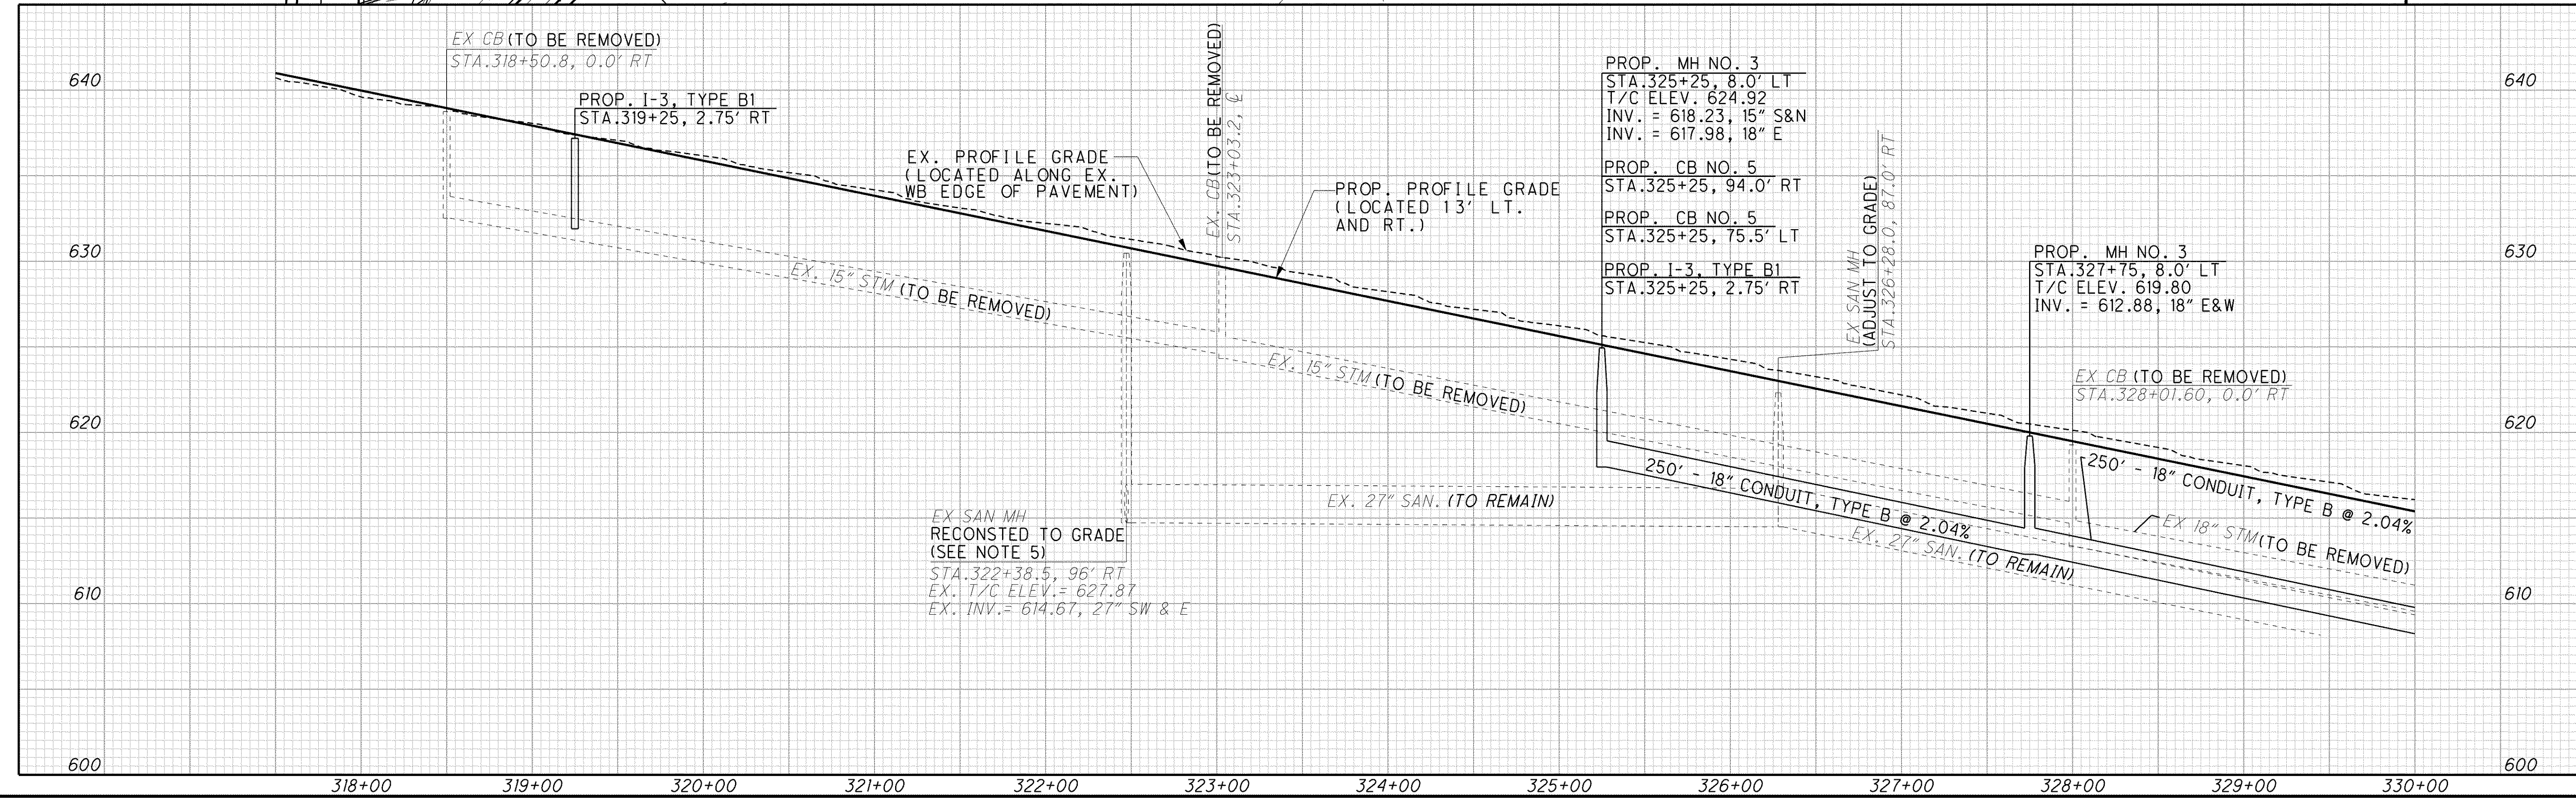 EX CB (TO BE REMOVED)
STA.318+50.8, 0.0' RT
PROP. I-3, TYPE B1
STA.319+25, 2.75' RT
EX. PROFILE GRADE
(LOCATED ALONG EX.
WB EDGE OF PAVEMENT)
EX. CB (TO BE REMOVED)
STA.323+03.2, ℄
PROP. PROFILE GRADE
(LOCATED 13' LT.
AND RT.)
PROP. MH NO. 3
STA.325+25, 8.0' LT
T/C ELEV. 624.92
INV. = 618.23, 15" S&N
INV. = 617.98, 18" E
PROP. CB NO. 5
STA.325+25, 94.0' RT
PROP. CB NO. 5
STA.325+25, 75.5' LT
PROP. I-3, TYPE B1
STA.325+25, 2.75' RT
EX SAN MH
(ADJUST TO GRADE)
STA.326+28.0, 87.0' RT
PROP. MH NO. 3
STA.327+75, 8.0' LT
T/C ELEV. 619.80
INV. = 612.88, 18" E&W
EX CB (TO BE REMOVED)
STA.328+01.60, 0.0' RT
EX. 15" STM (TO BE REMOVED)
EX. 15" STM (TO BE REMOVED)
250' - 18" CONDUIT, TYPE B @ 2.04%
250' - 18" CONDUIT, TYPE B @ 2.04%
EX 18" STM (TO BE REMOVED)
EX. 27" SAN. (TO REMAIN)
EX. 27" SAN. (TO REMAIN)
EX SAN MH
RECONSTD TO GRADE
(SEE NOTE 5)
STA.322+38.5, 96' RT
EX. T/C ELEV.= 627.87
EX. INV.= 614.67, 27" SW & E
640
630
620
610
600
640
630
620
610
600
318+00
319+00
320+00
321+00
322+00
323+00
324+00
325+00
326+00
327+00
328+00
329+00
330+00